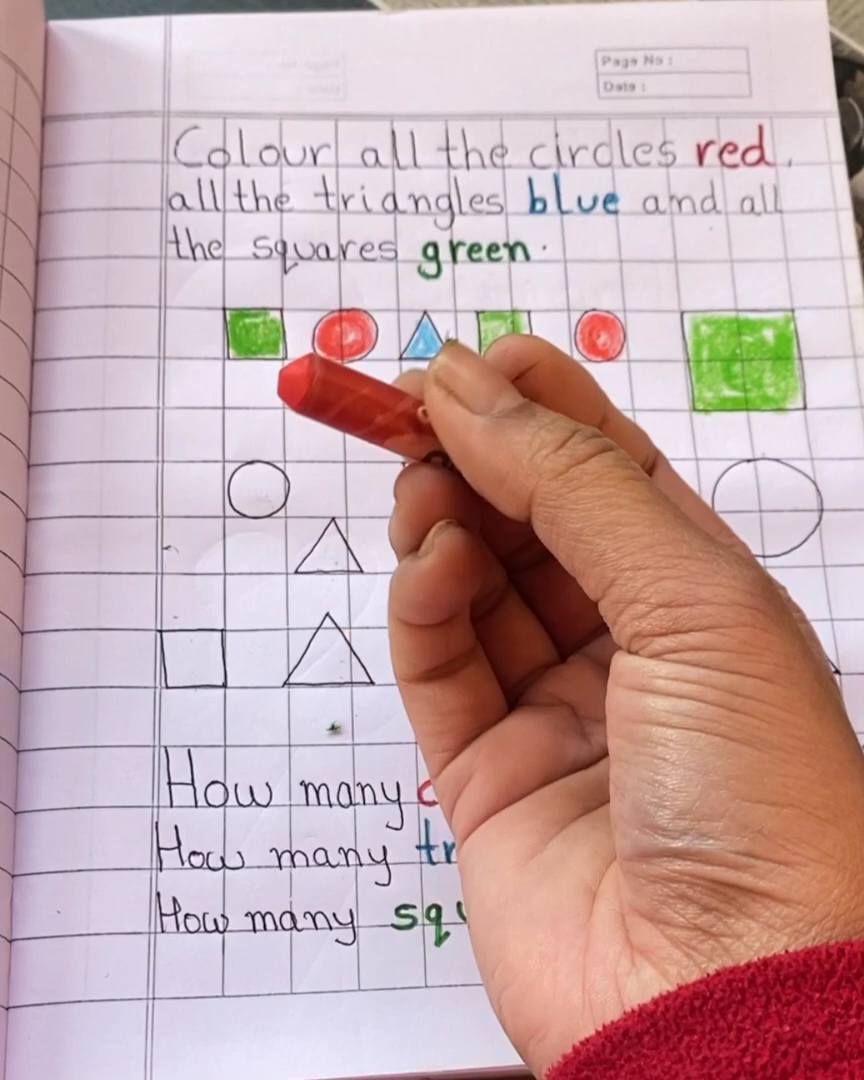 Page No :
Date :
Colour all the circles red,
all the triangles blue and all
the squares green.
How many
How many
How many